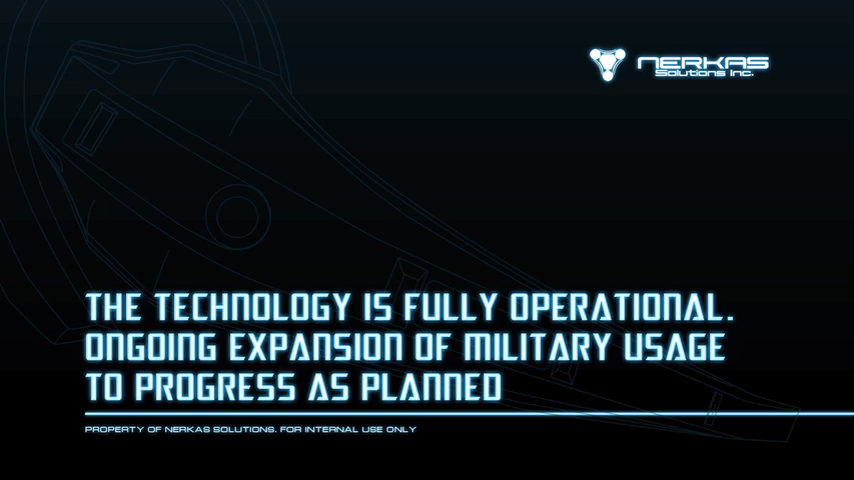 NERKAS
Solutions Inc.
THE TECHNOLOGY IS FULLY OPERATIONAL.
ONGOING EXPANSION OF MILITARY USAGE
TO PROGRESS AS PLANNED
PROPERTY OF NERKAS SOLUTIONS. FOR INTERNAL USE ONLY